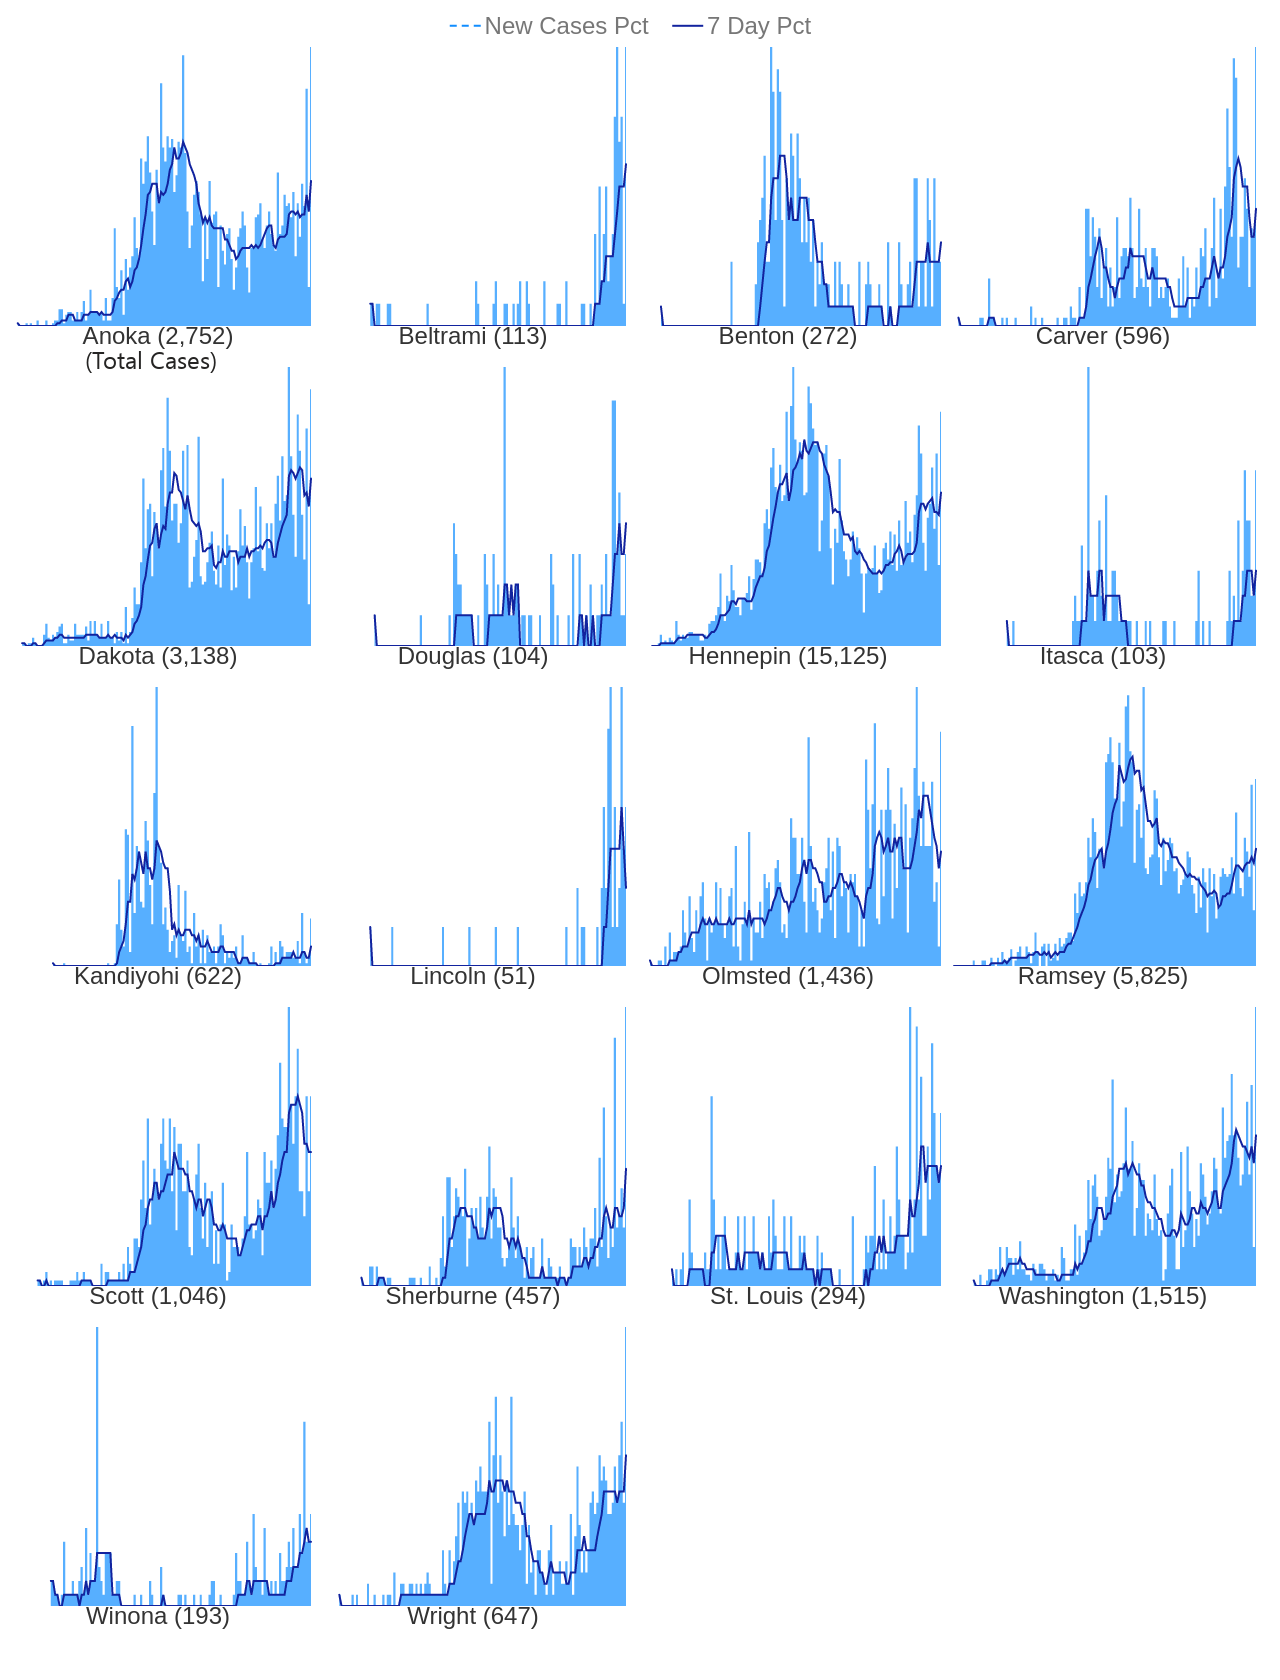 New Cases Pct 7 Day Pct
Anoka (2,752) Beltrami (113) Benton (272) Carver (596)
(Total Cases)
Dakota (3,138) Douglas (104) Hennepin (15,125) Itasca (103)
Kandiyohi (622) Lincoln (51) Olmsted (1,436) Ramsey (5,825)
Scott (1,046) Sherburne (457) St. Louis (294) Washington (1,515)
Winona (193) Wright (647)